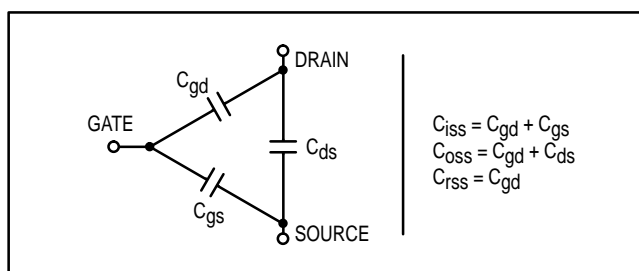 DRAIN
Cgd
GATE
Cds
Cgs
SOURCE
Ciss = Cgd + Cgs
Coss = Cgd + Cds
Crss = Cgd